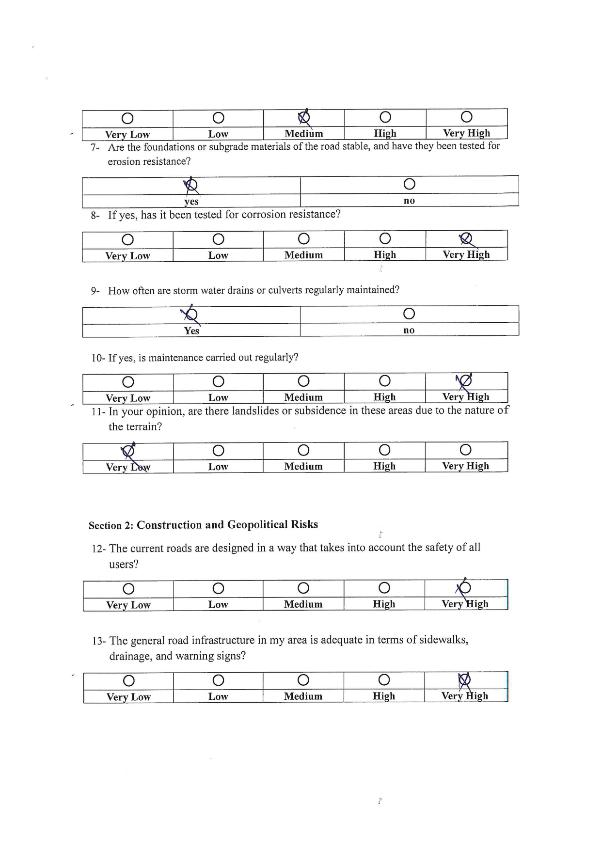 Very Low Low Medium High Very High
7- Are the foundations or subgrade materials of the road stable, and have they been tested for
erosion resistance?
yes no
8- If yes, has it been tested for corrosion resistance?
Very Low Low Medium High Very High
9- How often are storm water drains or culverts regularly maintained?
Yes no
10- If yes, is maintenance carried out regularly?
Very Low Low Medium High Very High
11- In your opinion, are there landslides or subsidence in these areas due to the nature of
the terrain?
Very Low Low Medium High Very High
Section 2: Construction and Geopolitical Risks
12- The current roads are designed in a way that takes into account the safety of all
users?
Very Low Low Medium High Very High
13- The general road infrastructure in my area is adequate in terms of sidewalks,
drainage, and warning signs?
Very Low Low Medium High Very High